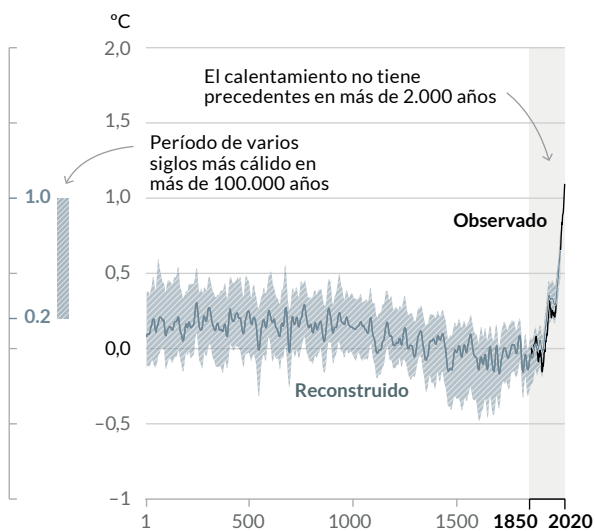 ºC
2,0
El calentamiento no tiene
precedentes en más de 2.000 años
1,5
Período de varios
siglos más cálido en
más de 100.000 años
1.0
1,0
Observado
0,5
0.2
0,0
Reconstruido
−0,5
−1
1 500 1000 1500 1850 2020